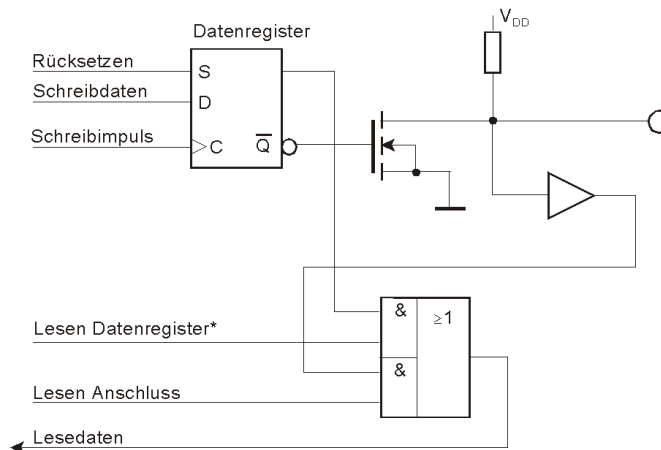 Datenregister
V_DD
Rücksetzen
S
Schreibdaten
D
Schreibimpuls
C
Q̅
Lesen Datenregister*
&
≥1
&
Lesen Anschluss
Lesedaten